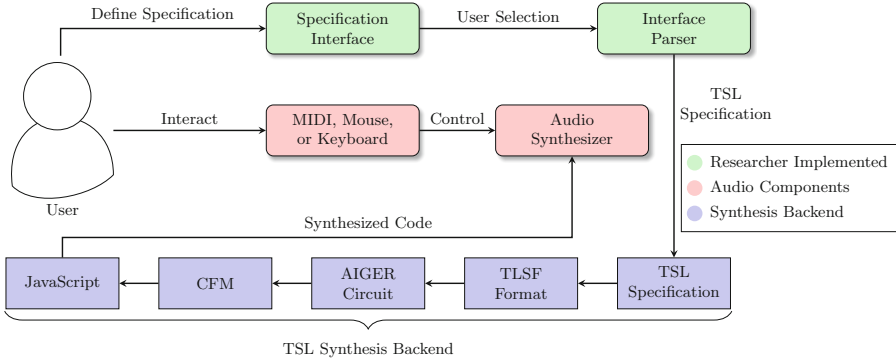 Define Specification
Specification
Interface
User Selection
Interface
Parser
TSL
Specification
Interact
MIDI, Mouse,
or Keyboard
Control
Audio
Synthesizer
User
Researcher Implemented
Audio Components
Synthesis Backend
Synthesized Code
JavaScript
CFM
AIGER
Circuit
TLSF
Format
TSL
Specification
TSL Synthesis Backend